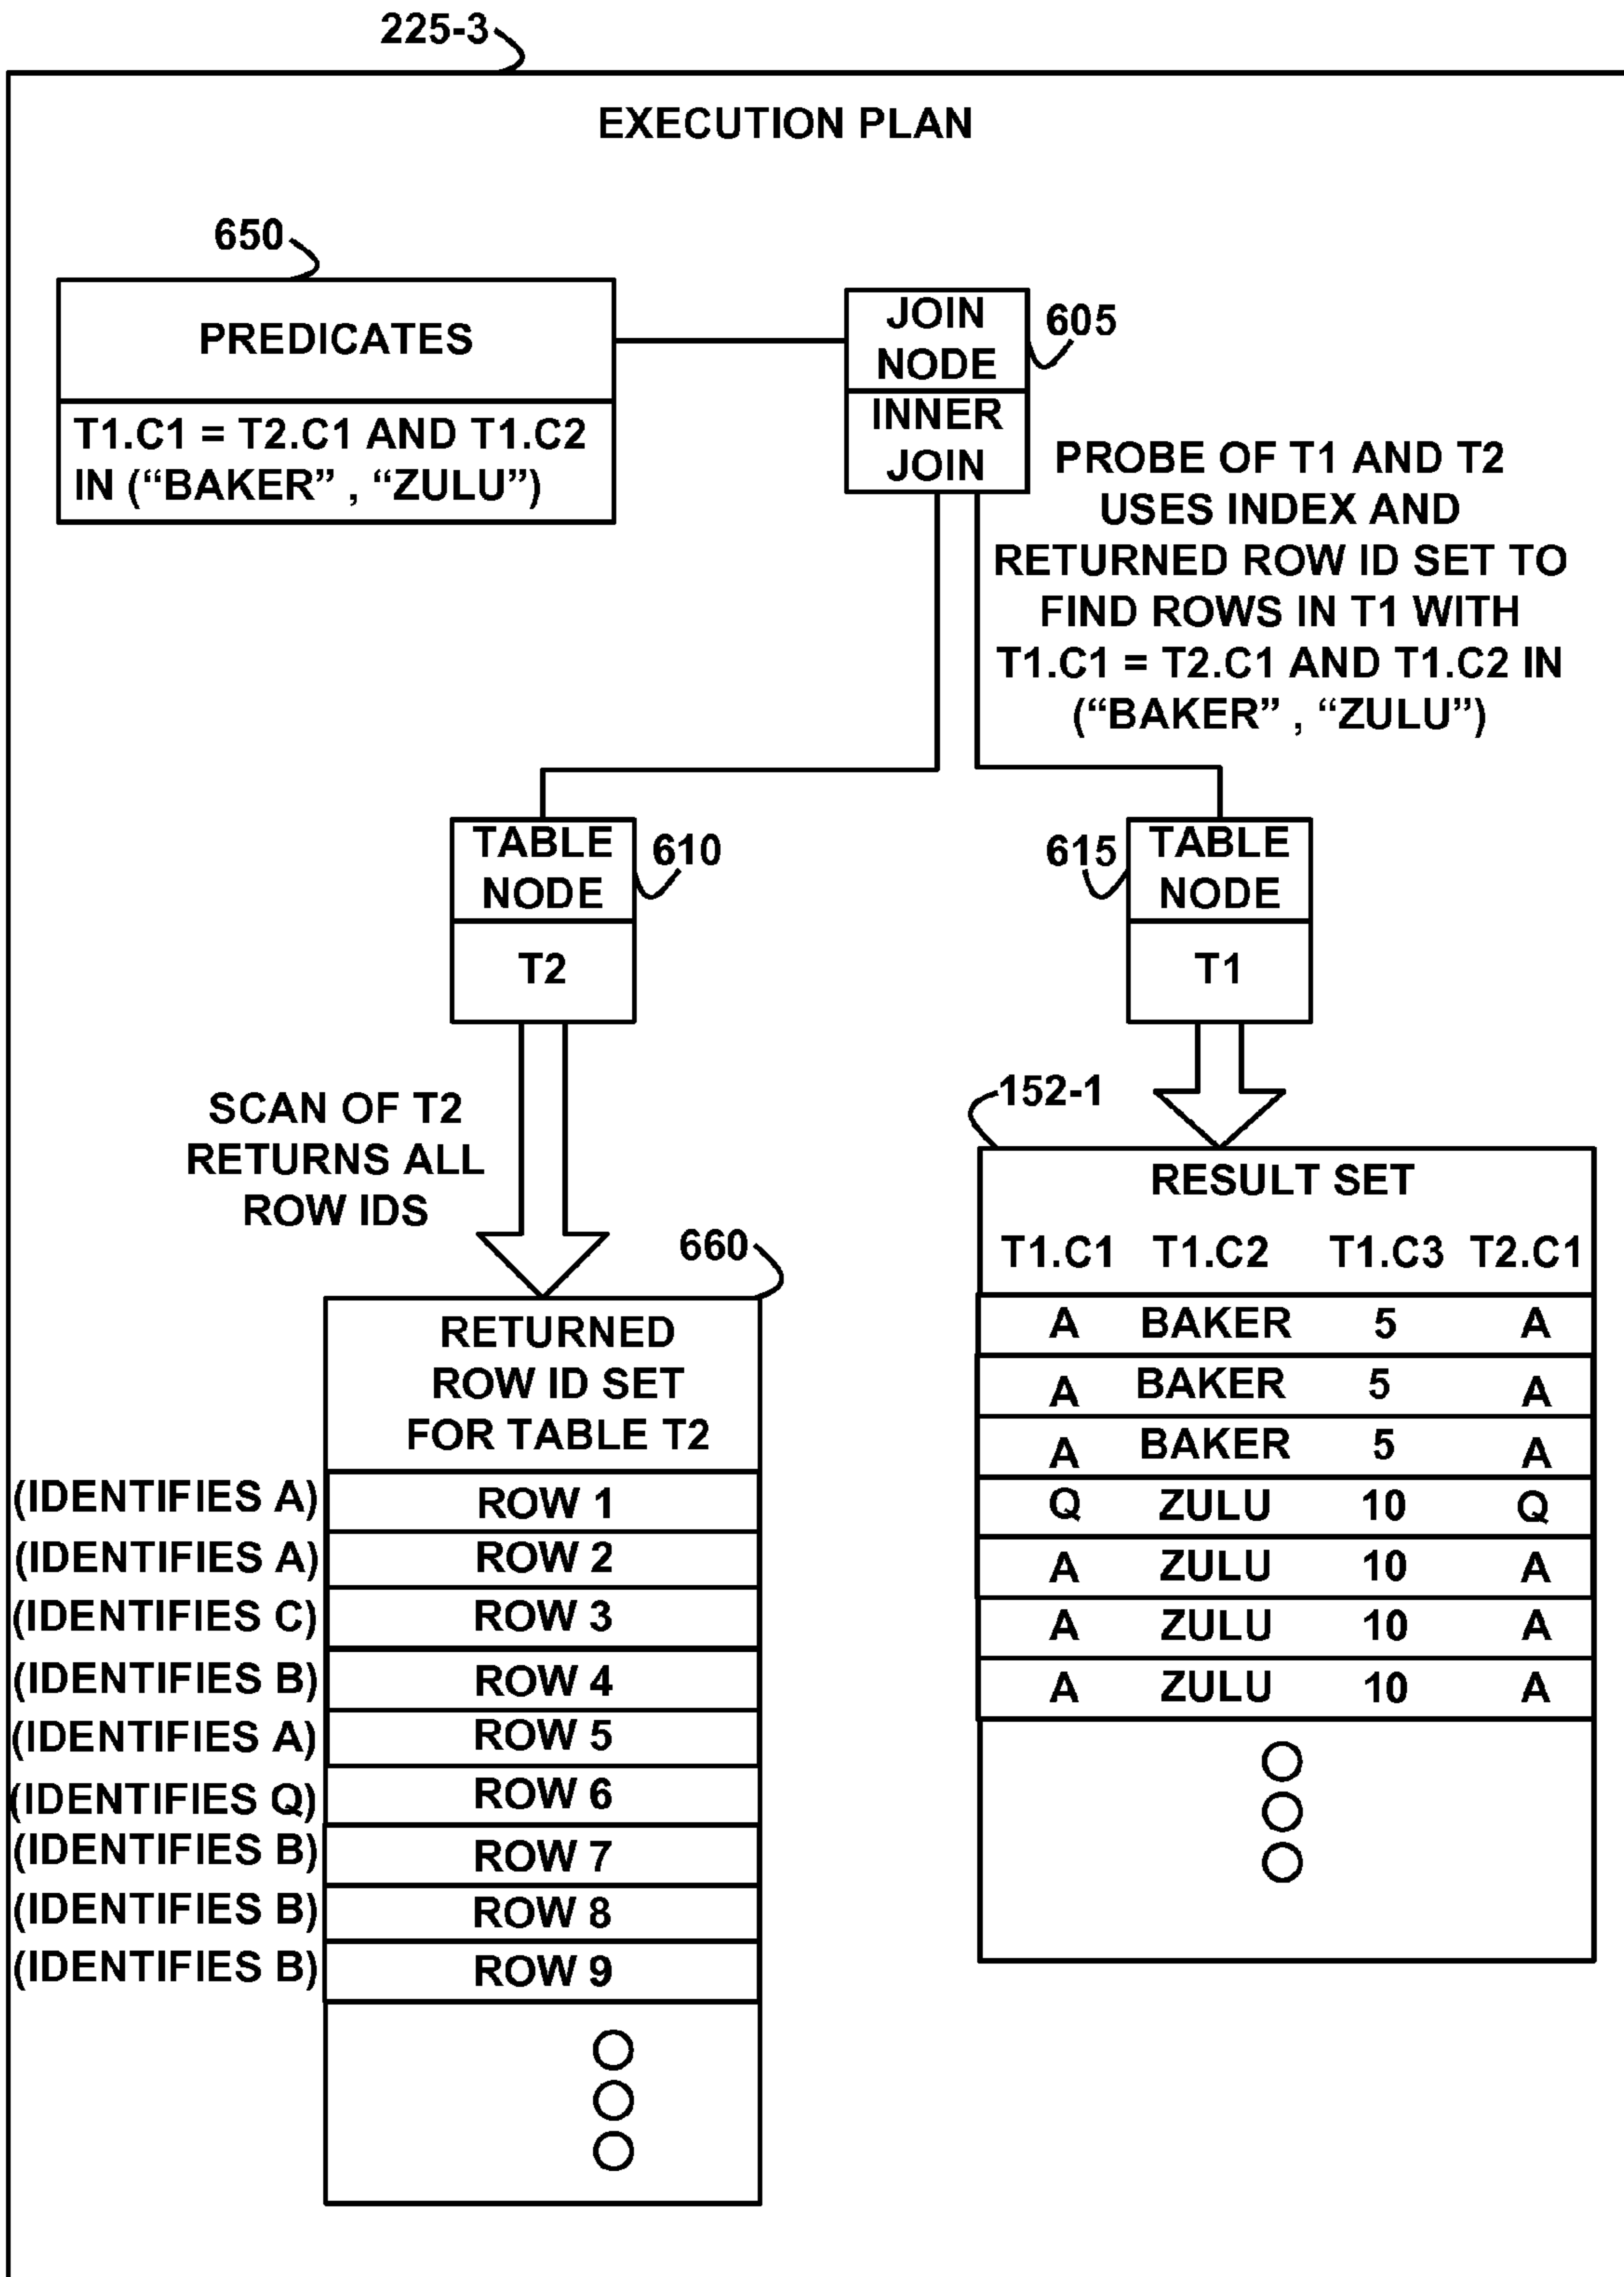 225-3
EXECUTION PLAN
650
PREDICATES
T1.C1 = T2.C1 AND T1.C2
IN (“BAKER” , “ZULU”)
JOIN
NODE
605
INNER
JOIN
PROBE OF T1 AND T2
USES INDEX AND
RETURNED ROW ID SET TO
FIND ROWS IN T1 WITH
T1.C1 = T2.C1 AND T1.C2 IN
(“BAKER” , “ZULU”)
TABLE
NODE
610
T2
615
TABLE
NODE
T1
SCAN OF T2
RETURNS ALL
ROW IDS
660
RETURNED
ROW ID SET
FOR TABLE T2
(IDENTIFIES A) ROW 1
(IDENTIFIES A) ROW 2
(IDENTIFIES C) ROW 3
(IDENTIFIES B) ROW 4
(IDENTIFIES A) ROW 5
(IDENTIFIES Q) ROW 6
(IDENTIFIES B) ROW 7
(IDENTIFIES B) ROW 8
(IDENTIFIES B) ROW 9
152-1
RESULT SET
T1.C1 T1.C2 T1.C3 T2.C1
A BAKER 5 A
A BAKER 5 A
A BAKER 5 A
Q ZULU 10 Q
A ZULU 10 A
A ZULU 10 A
A ZULU 10 A